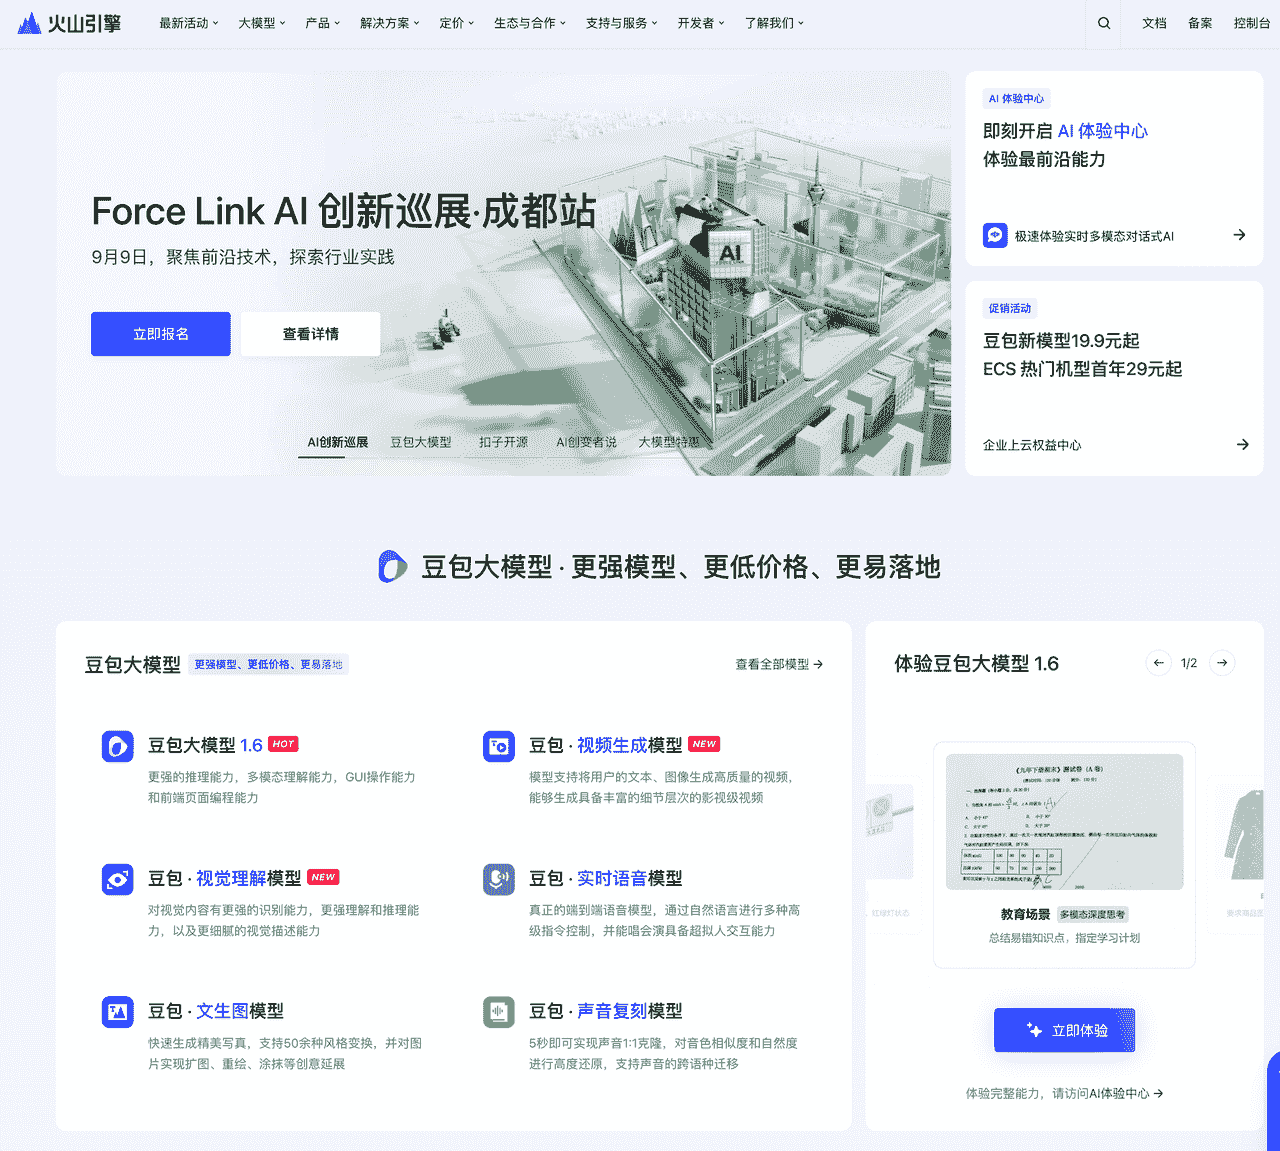 火山引擎
最新活动 大模型 产品 解决方案 定价 生态与合作 支持与服务 开发者 了解我们 文档 备案 控制台
Force Link AI 创新巡展·成都站
9月9日，聚焦前沿技术，探索行业实践
立即报名 查看详情
AI
AI创新巡展 豆包大模型 扣子开源 AI创变者说 大模型特惠
AI 体验中心
即刻开启 AI 体验中心
体验最前沿能力
极速体验实时多模态对话式AI
促销活动
豆包新模型19.9元起
ECS 热门机型首年29元起
企业上云权益中心
豆包大模型 · 更强模型、更低价格、更易落地
豆包大模型 更强模型、更低价格、更易落地 查看全部模型
豆包大模型 1.6 HOT
更强的推理能力，多模态理解能力，GUI操作能力
和前端页面编程能力
豆包 · 视频生成模型 NEW
模型支持将用户的文本、图像生成高质量的视频，
能够生成具备丰富的细节层次的影视级视频
豆包 · 视觉理解模型 NEW
对视觉内容有更强的识别能力，更强理解和推理能
力，以及更细腻的视觉描述能力
豆包 · 实时语音模型
真正的端到端语音模型，通过自然语言进行多种高
级指令控制，并能唱会演具备超拟人交互能力
豆包 · 文生图模型
快速生成精美写真，支持50余种风格变换，并对图
片实现扩图、重绘、涂抹等创意延展
豆包 · 声音复刻模型
5秒即可实现声音1:1克隆，对音色相似度和自然度
进行高度还原，支持声音的跨语种迁移
体验豆包大模型 1.6 1/2
《九年下册期末》测试卷（A 卷）
教育场景 多模态深度思考
总结易错知识点，指定学习计划
立即体验
体验完整能力，请访问AI体验中心